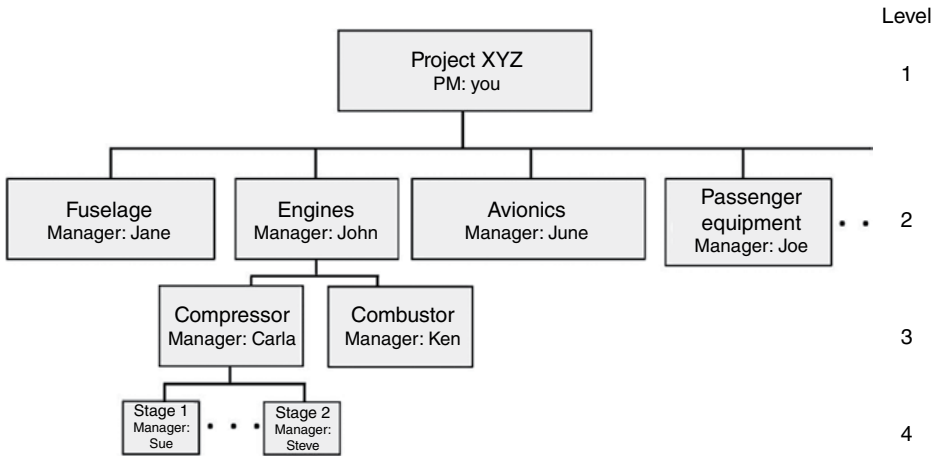 Level
Project XYZ
PM: you
1
Fuselage
Manager: Jane
Engines
Manager: John
Avionics
Manager: June
Passenger
equipment
Manager: Joe
2
Compressor
Manager: Carla
Combustor
Manager: Ken
3
Stage 1
Manager:
Sue
Stage 2
Manager:
Steve
4